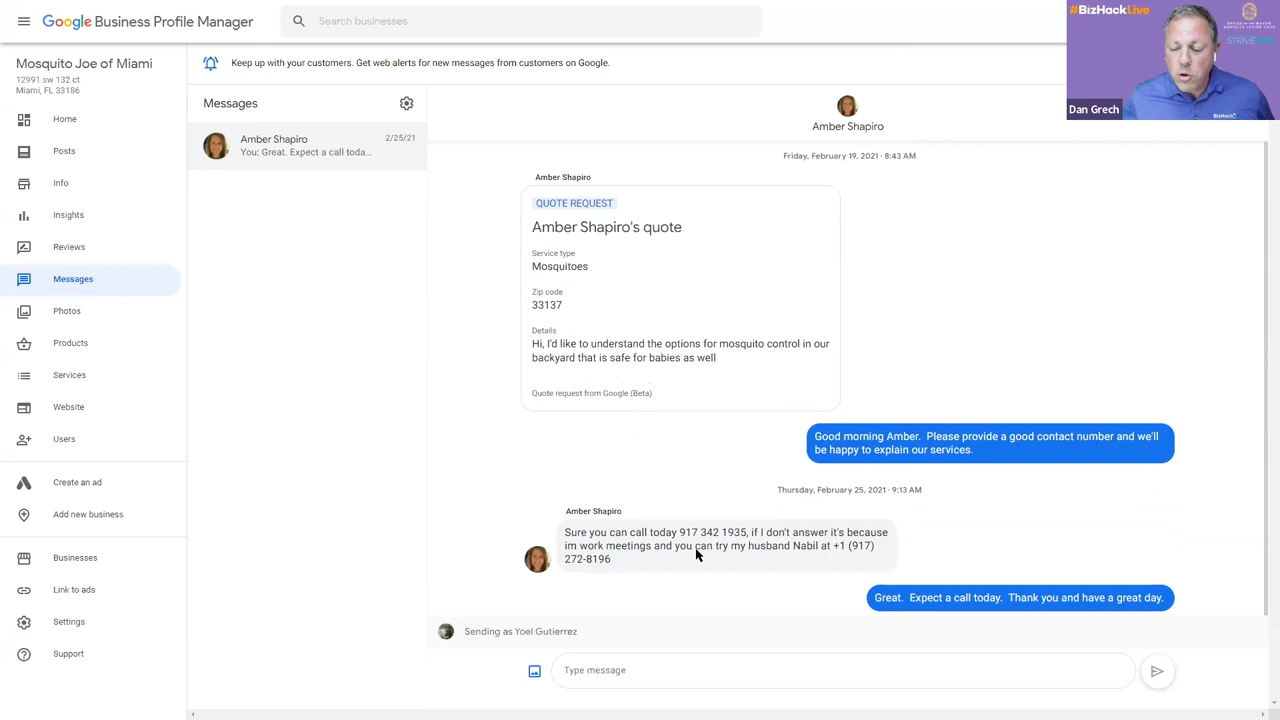 Google Business Profile Manager
Search businesses
#BizHackLive
OFFICE OF THE MAYOR
DANIELLA LEVINE CAVA
Dan Grech
BizHack
Mosquito Joe of Miami
12991 sw 132 ct
Miami, FL 33186
Home
Posts
Info
Insights
Reviews
Messages
Photos
Products
Services
Website
Users
Create an ad
Add new business
Businesses
Link to ads
Settings
Support
Keep up with your customers. Get web alerts for new messages from customers on Google.
Messages
Amber Shapiro
2/25/21
You: Great. Expect a call toda...
Amber Shapiro
Friday, February 19, 2021 · 8:43 AM
Amber Shapiro
QUOTE REQUEST
Amber Shapiro's quote
Service type
Mosquitoes
Zip code
33137
Details
Hi, I'd like to understand the options for mosquito control in our
backyard that is safe for babies as well
Quote request from Google (Beta)
Good morning Amber. Please provide a good contact number and we'll
be happy to explain our services.
Thursday, February 25, 2021 · 9:13 AM
Amber Shapiro
Sure you can call today 917 342 1935, if I don't answer it's because
im work meetings and you can try my husband Nabil at +1 (917)
272-8196
Great. Expect a call today. Thank you and have a great day.
Sending as Yoel Gutierrez
Type message